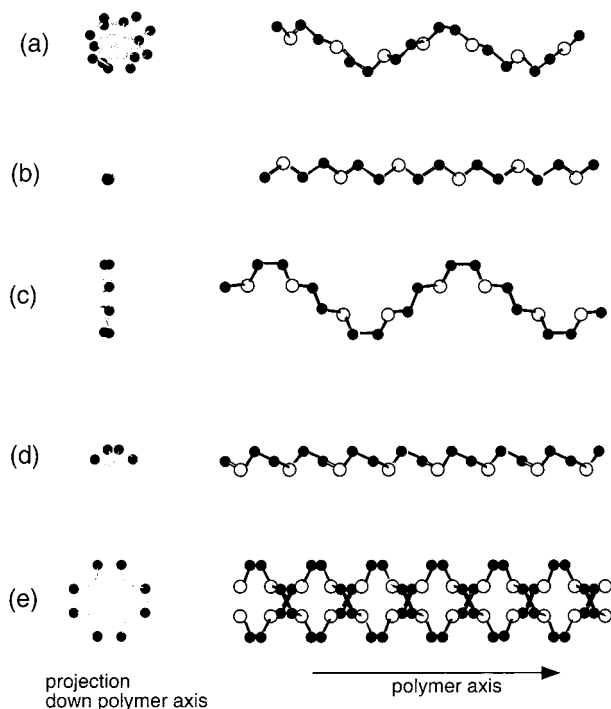 (a)
(b)
(c)
(d)
(e)
projection
down polymer axis
polymer axis